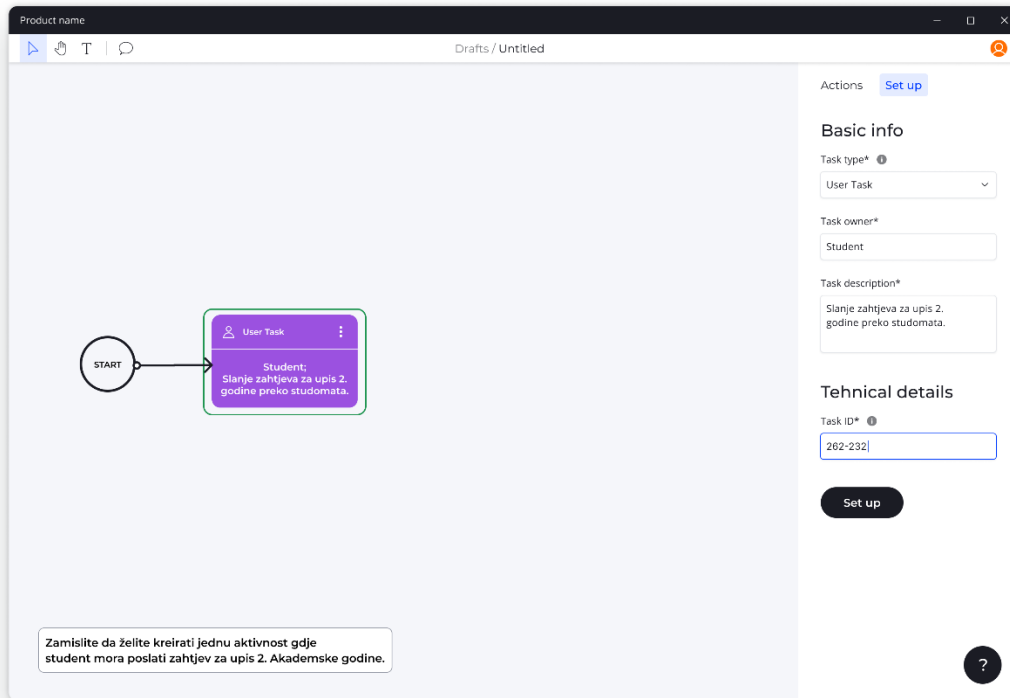 Product name
T
Drafts / Untitled
Actions
Set up
Basic info
Task type*
User Task
Task owner*
Student
Task description*
Slanje zahtjeva za upis 2.
godine preko studomata.
Tehnical details
Task ID*
262-232
Set up
START
User Task
Student;
Slanje zahtjeva za upis 2.
godine preko studomata.
Zamislite da želite kreirati jednu aktivnost gdje
student mora poslati zahtjev za upis 2. Akademske godine.
?